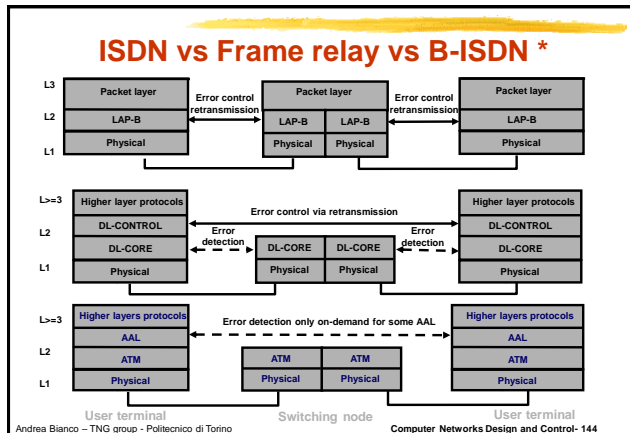 ISDN vs Frame relay vs B-ISDN *
L3
Packet layer
Error control
retransmission
Packet layer
Error control
retransmission
Packet layer
L2
LAP-B
LAP-B
LAP-B
LAP-B
L1
Physical
Physical
Physical
Physical
L>=3
Higher layer protocols
Higher layer protocols
Error control via retransmission
L2
DL-CONTROL
DL-CONTROL
Error
detection
Error
detection
DL-CORE
DL-CORE
DL-CORE
DL-CORE
L1
Physical
Physical
Physical
Physical
L>=3
Higher layers protocols
Error detection only on-demand for some AAL
Higher layers protocols
AAL
AAL
L2
ATM
ATM
ATM
ATM
L1
Physical
Physical
Physical
Physical
User terminal
Switching node
User terminal
Andrea Bianco – TNG group - Politecnico di Torino
Computer Networks Design and Control- 144